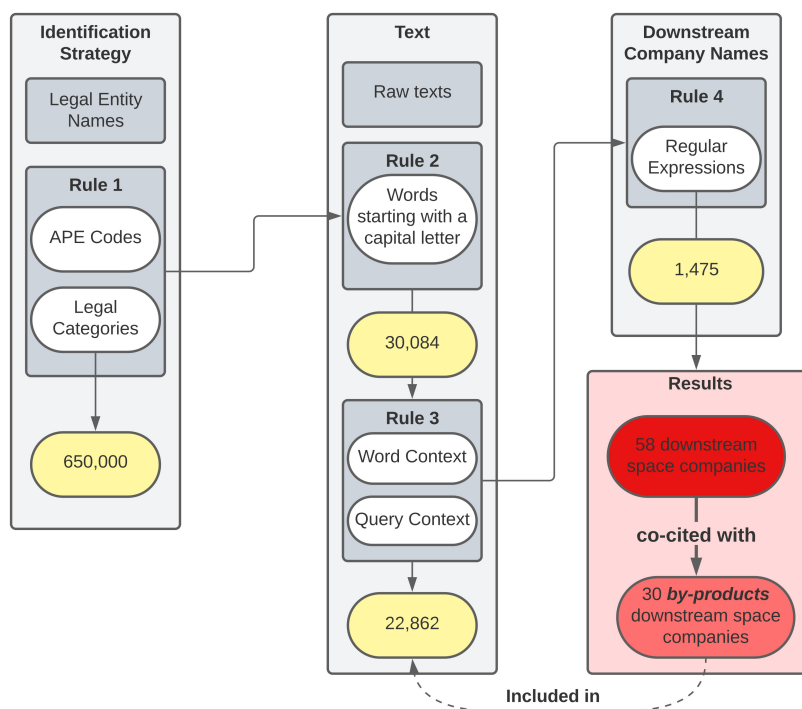 Identification
Strategy
Legal Entity
Names
Rule 1
APE Codes
Legal
Categories
650,000
Text
Raw texts
Rule 2
Words
starting with a
capital letter
30,084
Rule 3
Word Context
Query Context
22,862
Downstream
Company Names
Rule 4
Regular
Expressions
1,475
Results
58 downstream
space companies
co-cited with
30 by-products
downstream space
companies
Included in